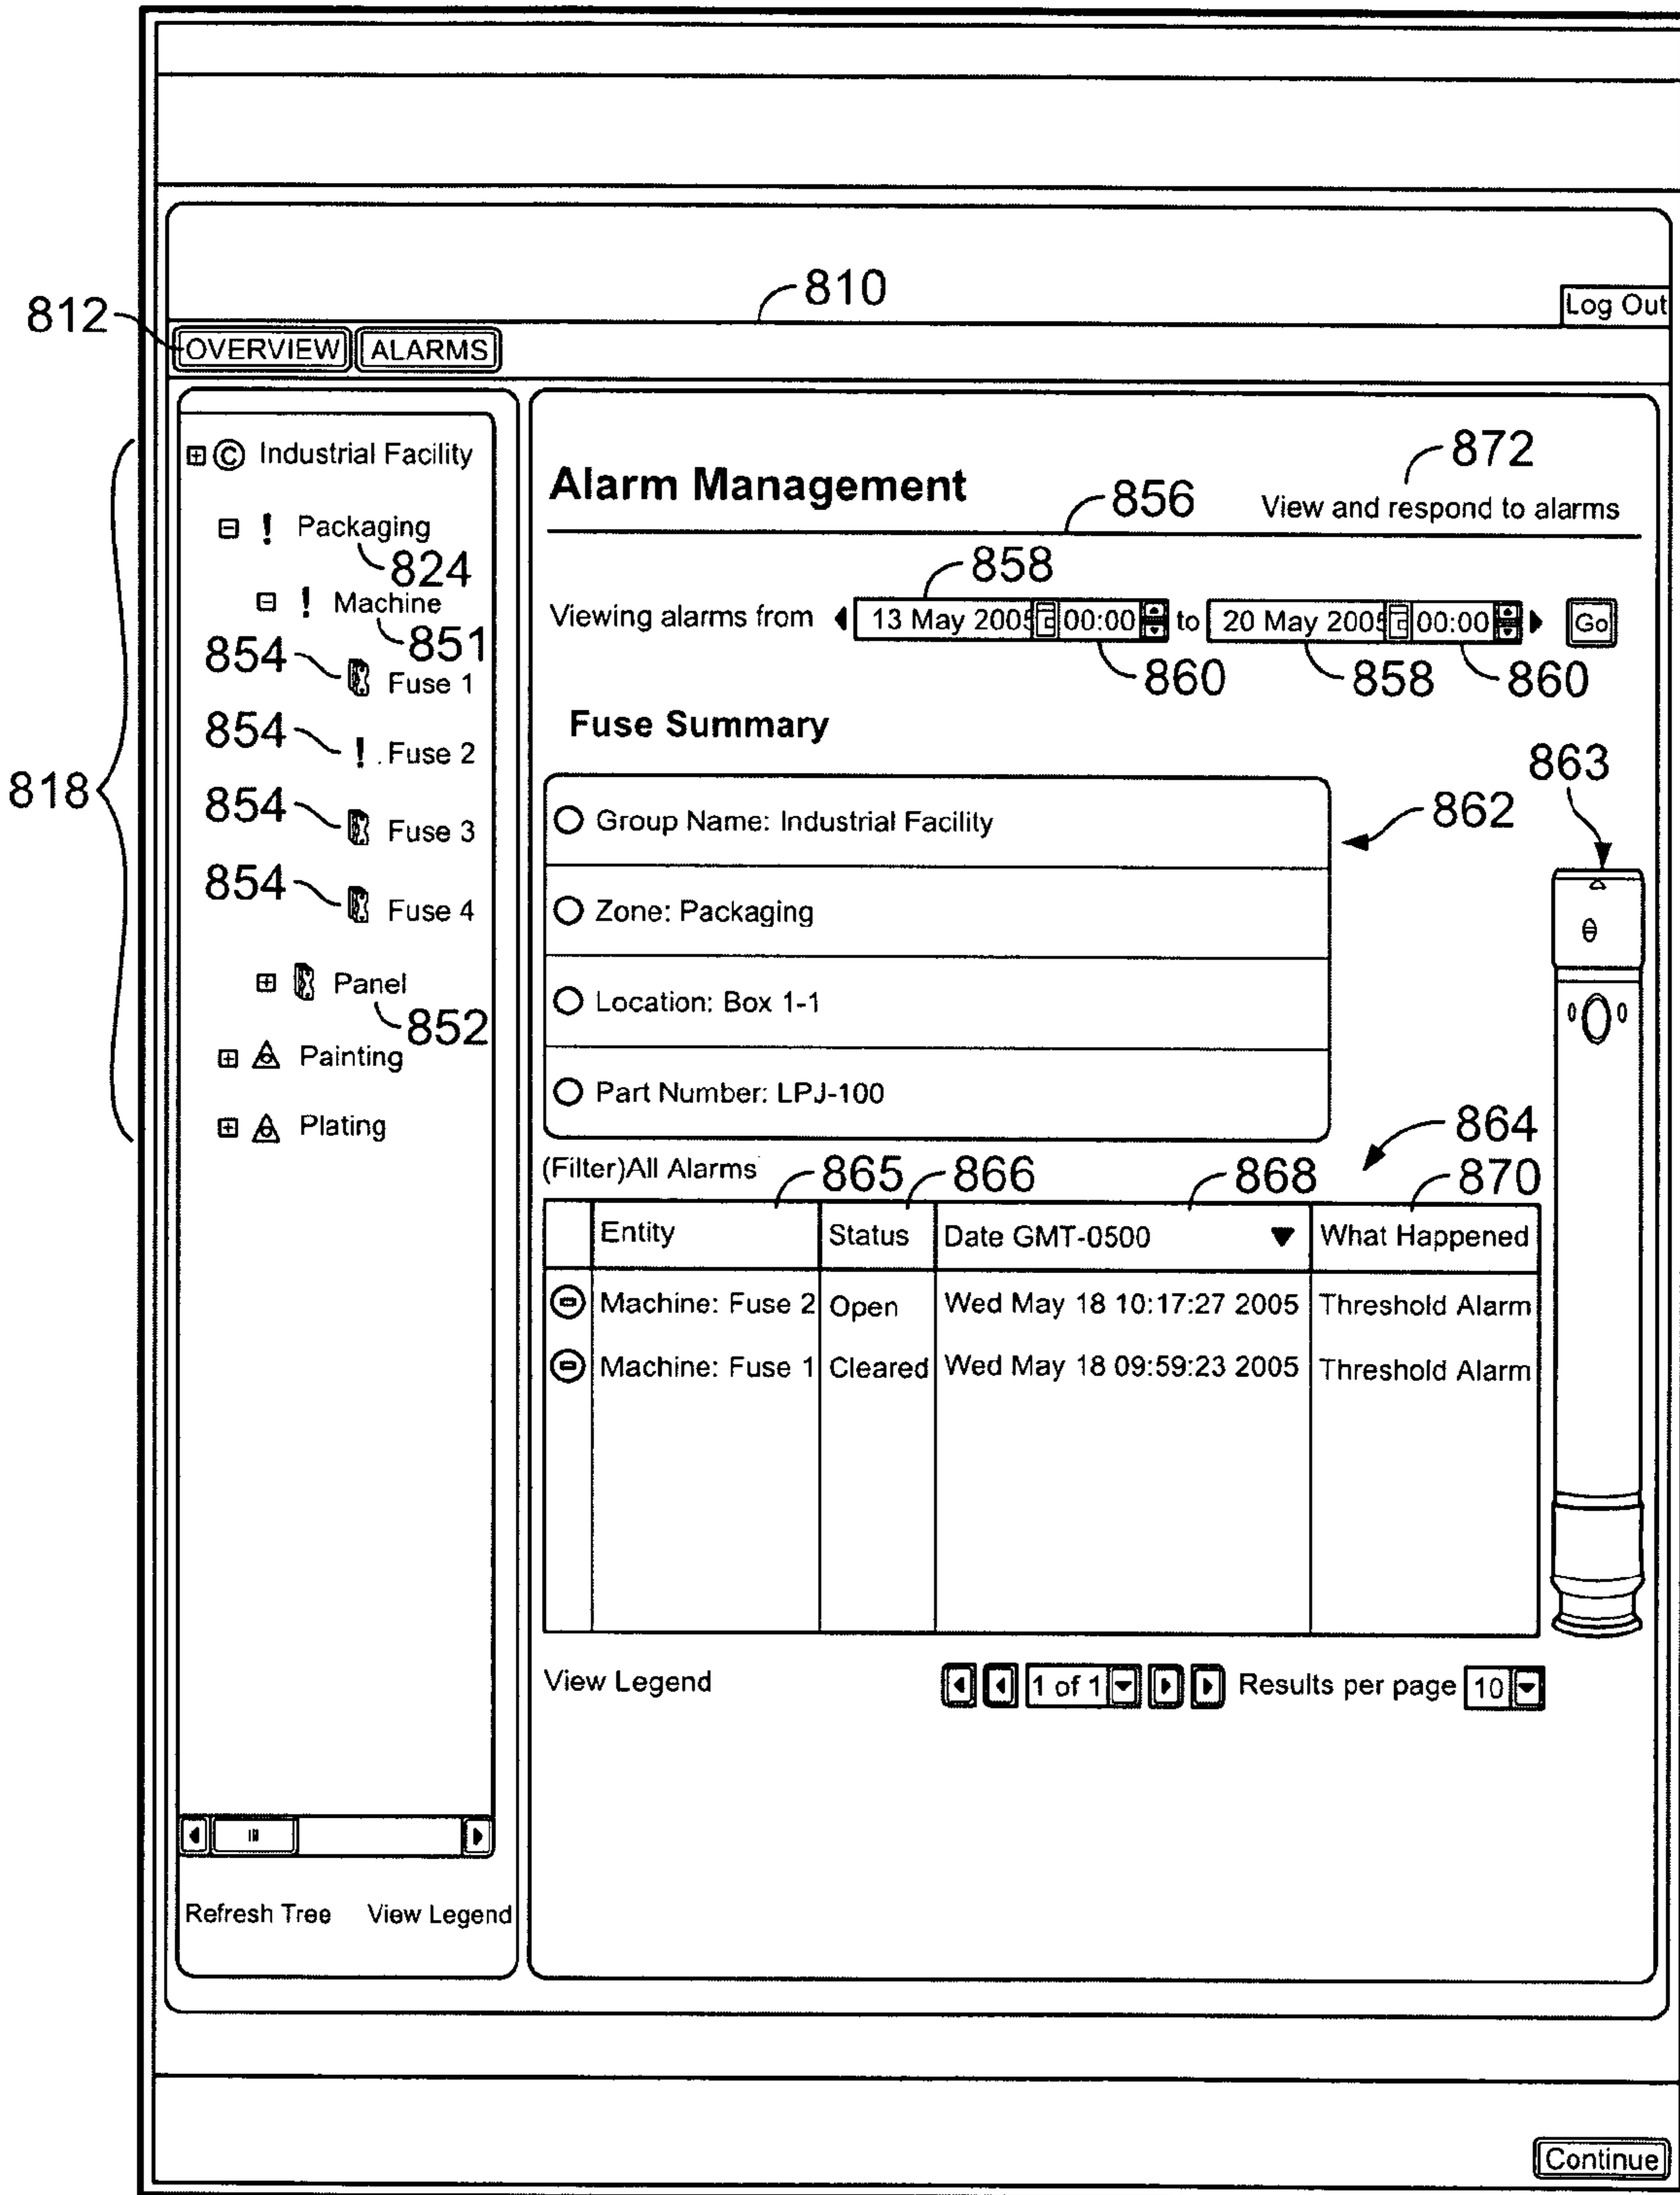 810
Log Out
812
OVERVIEW ALARMS
818
Industrial Facility
! Packaging
824
! Machine
851
854
Fuse 1
854
! . Fuse 2
854
Fuse 3
854
Fuse 4
Panel
852
Painting
Plating
Refresh Tree View Legend
872
Alarm Management
856
View and respond to alarms
858
Viewing alarms from 13 May 2005 00:00 to 20 May 2005 00:00 Go
860 858 860
Fuse Summary
863
862
Group Name: Industrial Facility
Zone: Packaging
Location: Box 1-1
Part Number: LPJ-100
864
(Filter)All Alarms
865 866 868 870
Entity Status Date GMT-0500 What Happened
Machine: Fuse 2 Open Wed May 18 10:17:27 2005 Threshold Alarm
Machine: Fuse 1 Cleared Wed May 18 09:59:23 2005 Threshold Alarm
View Legend 1 of 1 Results per page 10
Continue